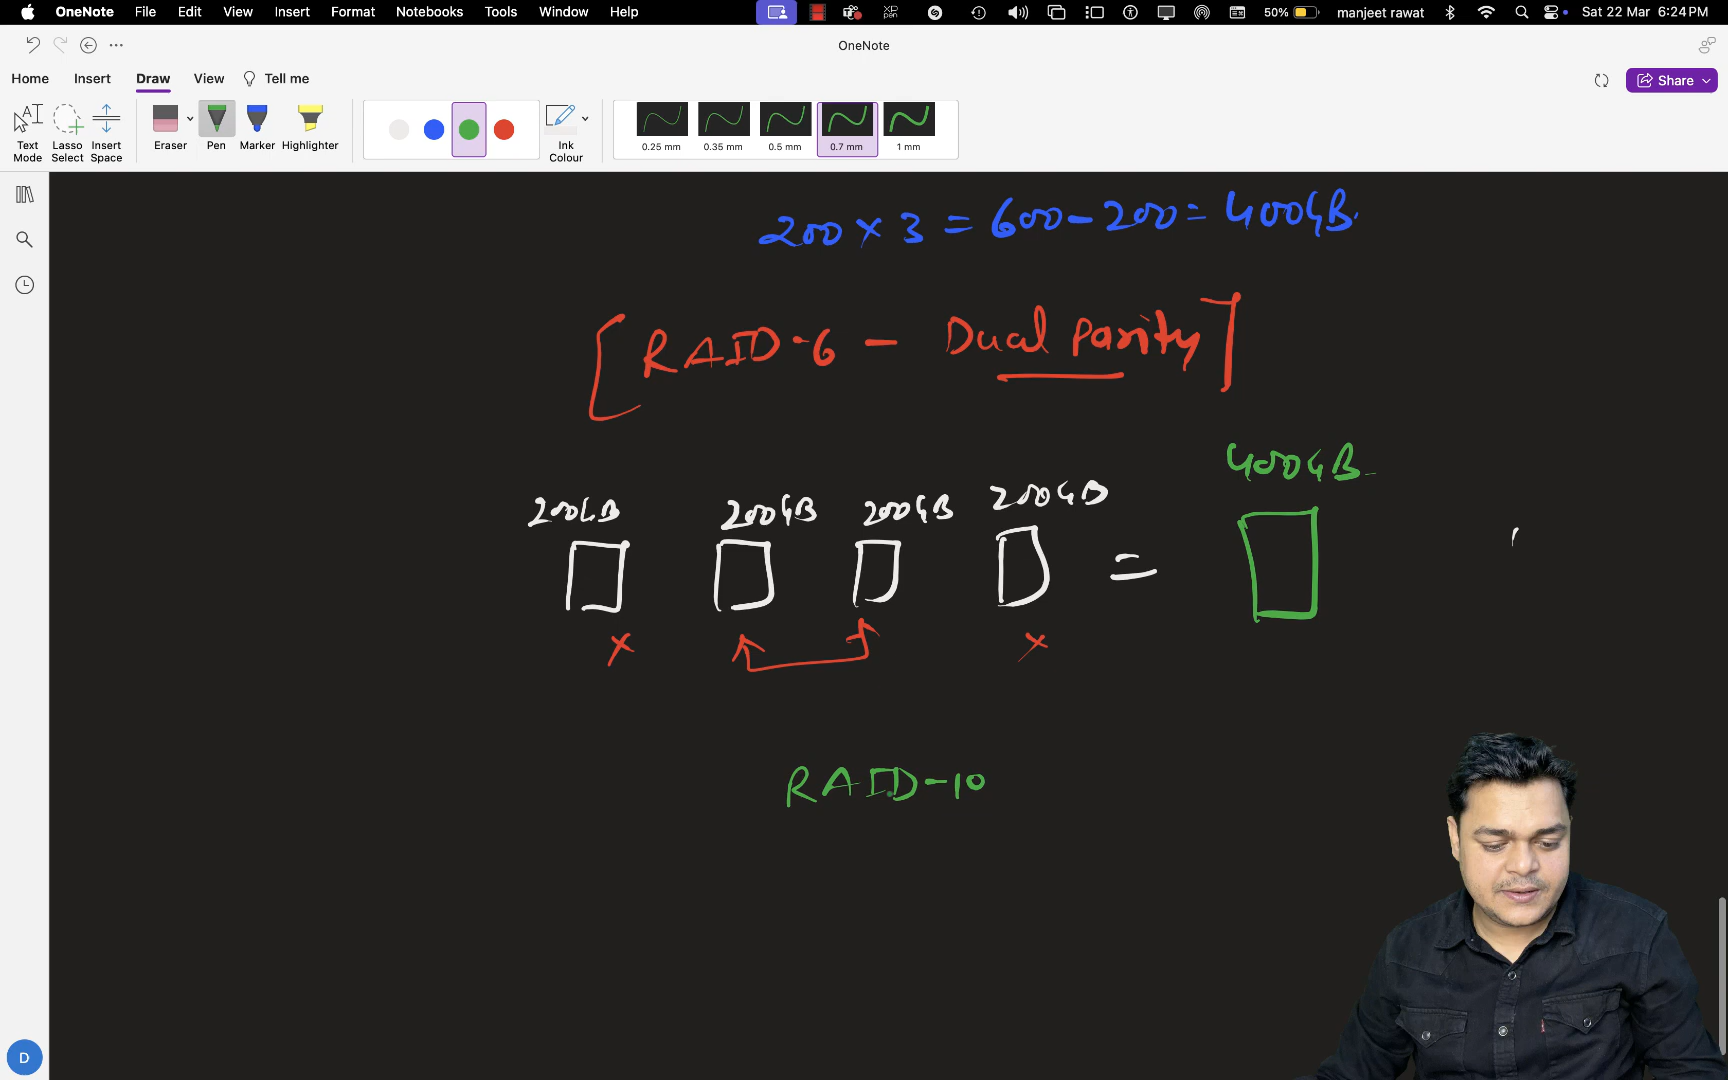 OneNote File Edit View Insert Format Notebooks Tools Window Help 50% manjeet rawat Sat 22 Mar 6:24 PM
OneNote
Home Insert Draw View Tell me Share
Text Mode Lasso Select Insert Space Eraser Pen Marker Highlighter Ink Colour 0.25 mm 0.35 mm 0.5 mm 0.7 mm 1 mm
200 × 3 = 600 - 200 = 400GB.
[RAID-6 - Dual Parity]
400GB
200GB 200GB 200GB 200GB
=
× ×
RAID-10
D